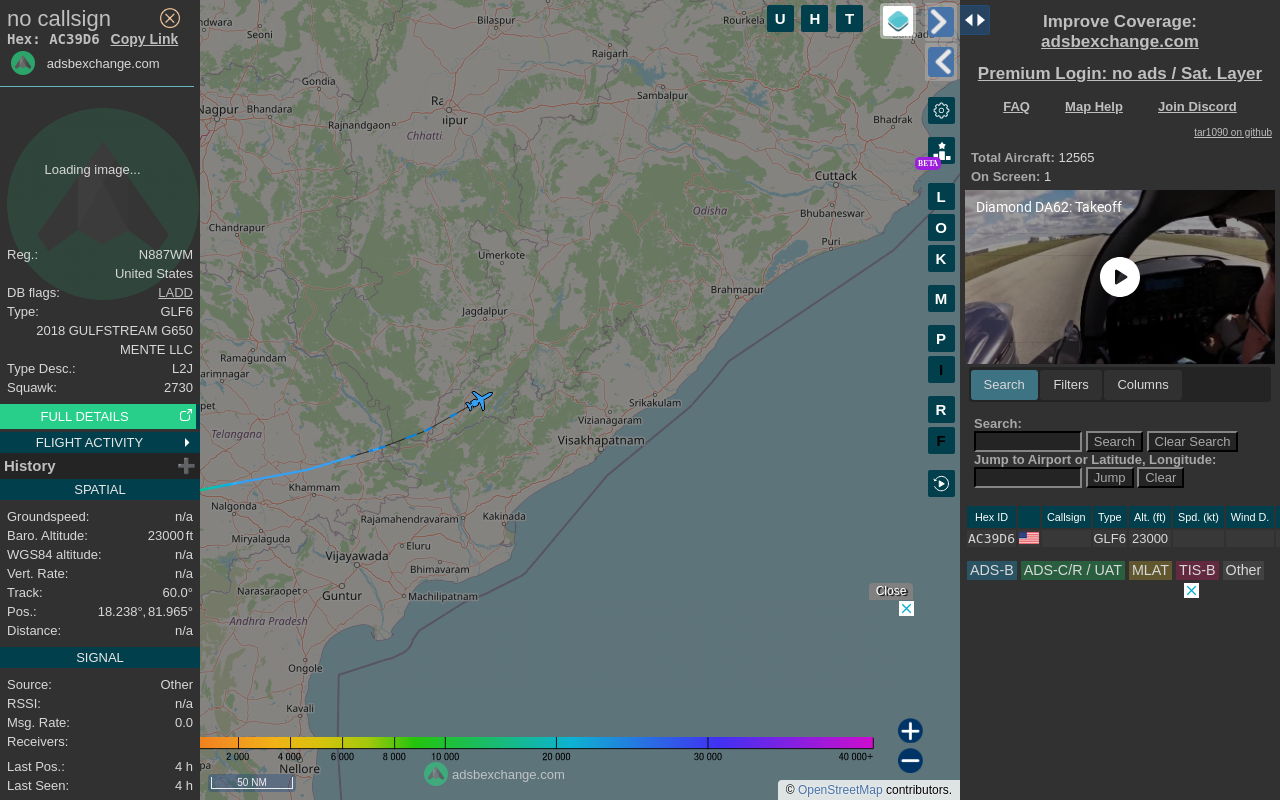 no callsign
Hex: AC39D6 Copy Link
adsbexchange.com
Loading image...
Reg.: N887WM
United States
DB flags: LADD
Type: GLF6
2018 GULFSTREAM G650
MENTE LLC
Type Desc.: L2J
Squawk: 2730
FULL DETAILS
FLIGHT ACTIVITY
History
SPATIAL
Groundspeed: n/a
Baro. Altitude: 23000 ft
WGS84 altitude: n/a
Vert. Rate: n/a
Track: 60.0°
Pos.: 18.238°, 81.965°
Distance: n/a
SIGNAL
Source: Other
RSSI: n/a
Msg. Rate: 0.0
Receivers:
Last Pos.: 4 h
Last Seen: 4 h
ndwara
Seoni
Bilaspur
Rourkela
Raigarh
Gondia
Nagpur
Bhandara
Rajnandgaon
Ra
ipur
Chhatti
Sambalpur
Bhadrak
Cuttack
Bhubaneswar
Odisha
Puri
Chandrapur
Umerkote
Brahmapur
Jagdalpur
Ramagundam
arimnagar
pet
Telangana
Srikakulam
Vizianagaram
Visakhapatnam
Khammam
Nalgonda
Rajamahendravaram
Kakinada
Miryalaguda
Eluru
Vijayawada
Bhimavaram
Narasaraopet
Guntur
Machilipatnam
Andhra Pradesh
Ongole
Kavali
Nellore
pa
U H T
BETA
L
O
K
M
P
I
R
F
Close
2 000 4 000 6 000 8 000 10 000 20 000 30 000 40 000+
50 NM
adsbexchange.com
© OpenStreetMap contributors.
Improve Coverage:
adsbexchange.com
Premium Login: no ads / Sat. Layer
FAQ Map Help Join Discord
tar1090 on github
Total Aircraft: 12565
On Screen: 1
Diamond DA62: Takeoff
Search Filters Columns
Search:
Search Clear Search
Jump to Airport or Latitude, Longitude:
Jump Clear
Hex ID Callsign Type Alt. (ft) Spd. (kt) Wind D.
AC39D6 GLF6 23000
ADS-B ADS-C/R / UAT MLAT TIS-B Other